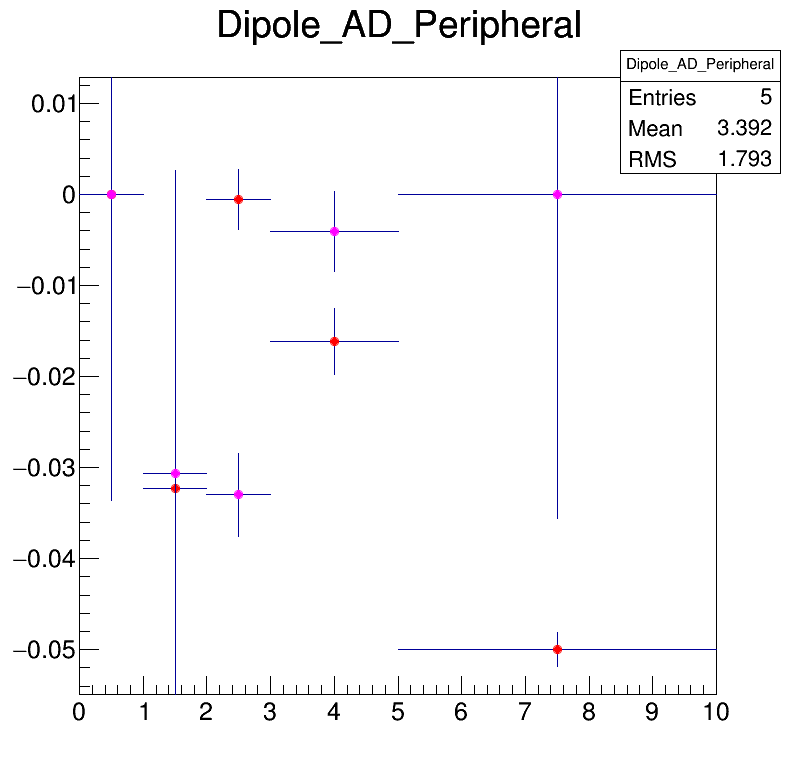 Dipole_AD_Peripheral
Dipole_AD_Peripheral
Entries 5
Mean 3.392
RMS 1.793
0.01
0
−0.01
−0.02
−0.03
−0.04
−0.05
0 1 2 3 4 5 6 7 8 9 10